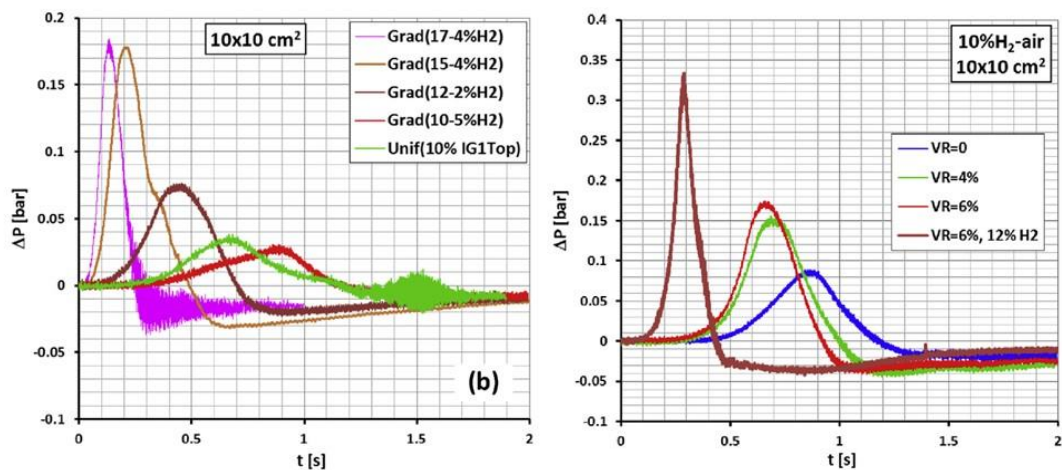 0.2
0.15
0.1
0.05
0
-0.05
-0.1
ΔP [bar]
10x10 cm²
Grad(17-4%H2)
Grad(15-4%H2)
Grad(12-2%H2)
Grad(10-5%H2)
Unif(10% IG1Top)
(b)
0 0.5 1 1.5 2
t [s]
0.4
0.35
0.3
0.25
0.2
0.15
0.1
0.05
0
-0.05
-0.1
ΔP [bar]
10%H₂-air
10x10 cm²
VR=0
VR=4%
VR=6%
VR=6%, 12% H2
0 0.5 1 1.5 2
t [s]